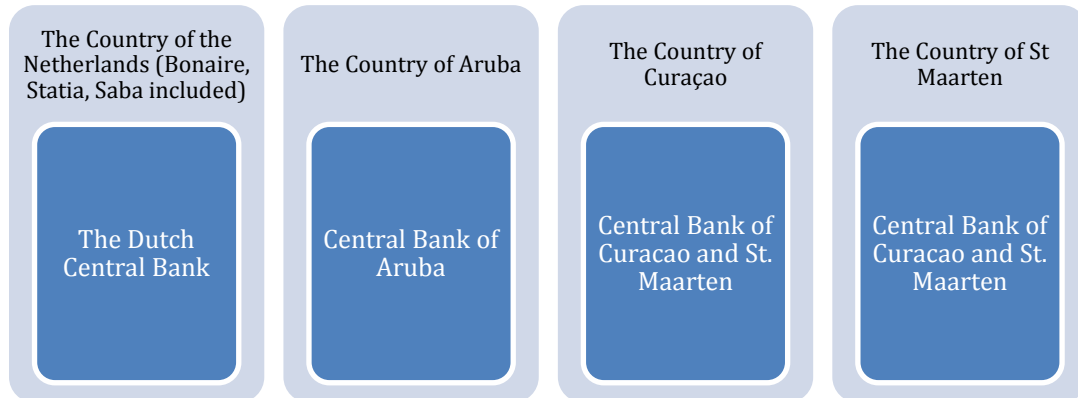 The Country of the
Netherlands (Bonaire,
Statia, Saba included)
The Dutch
Central Bank
The Country of Aruba
Central Bank of
Aruba
The Country of
Curaçao
Central Bank of
Curacao and St.
Maarten
The Country of St
Maarten
Central Bank of
Curacao and St.
Maarten